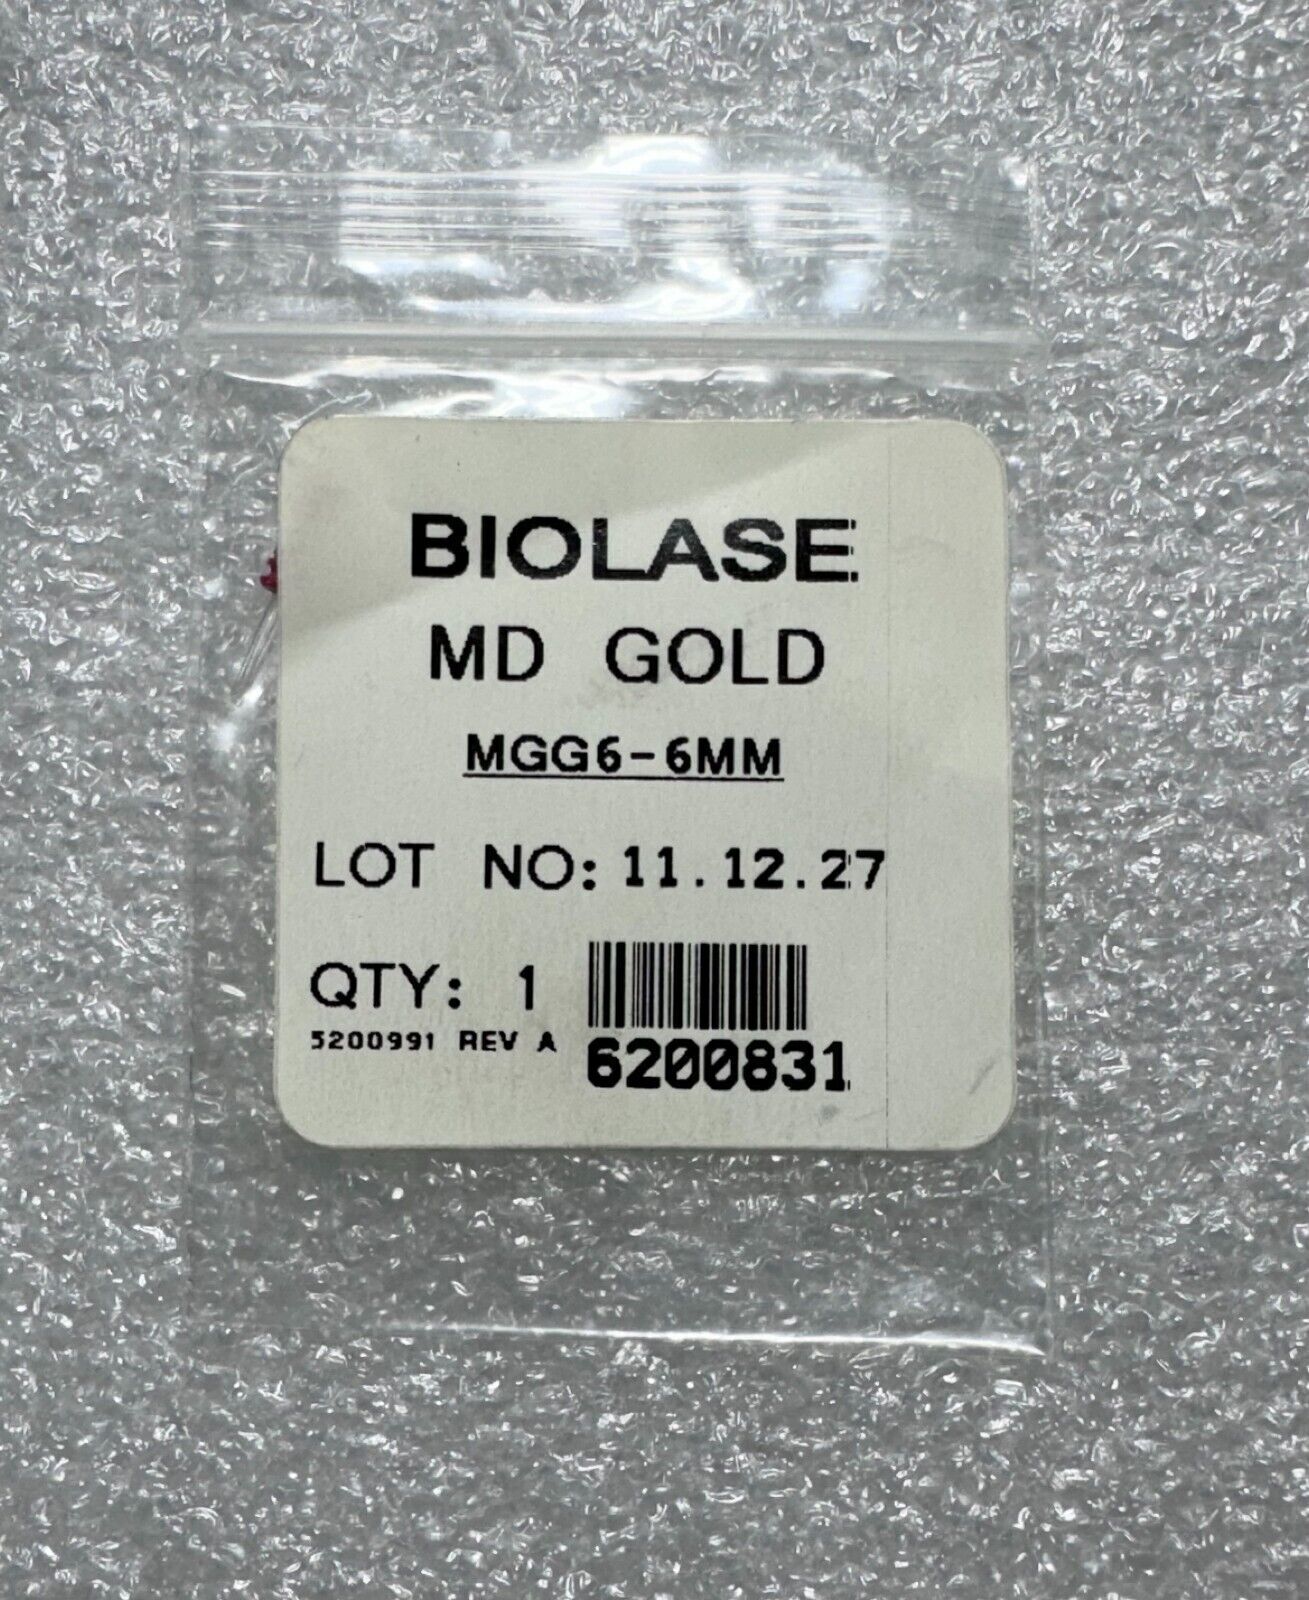 BIOLASE
MD GOLD
MGG6-6MM
LOT NO: 11.12.27
QTY: 1
5200991 REV A
6200831